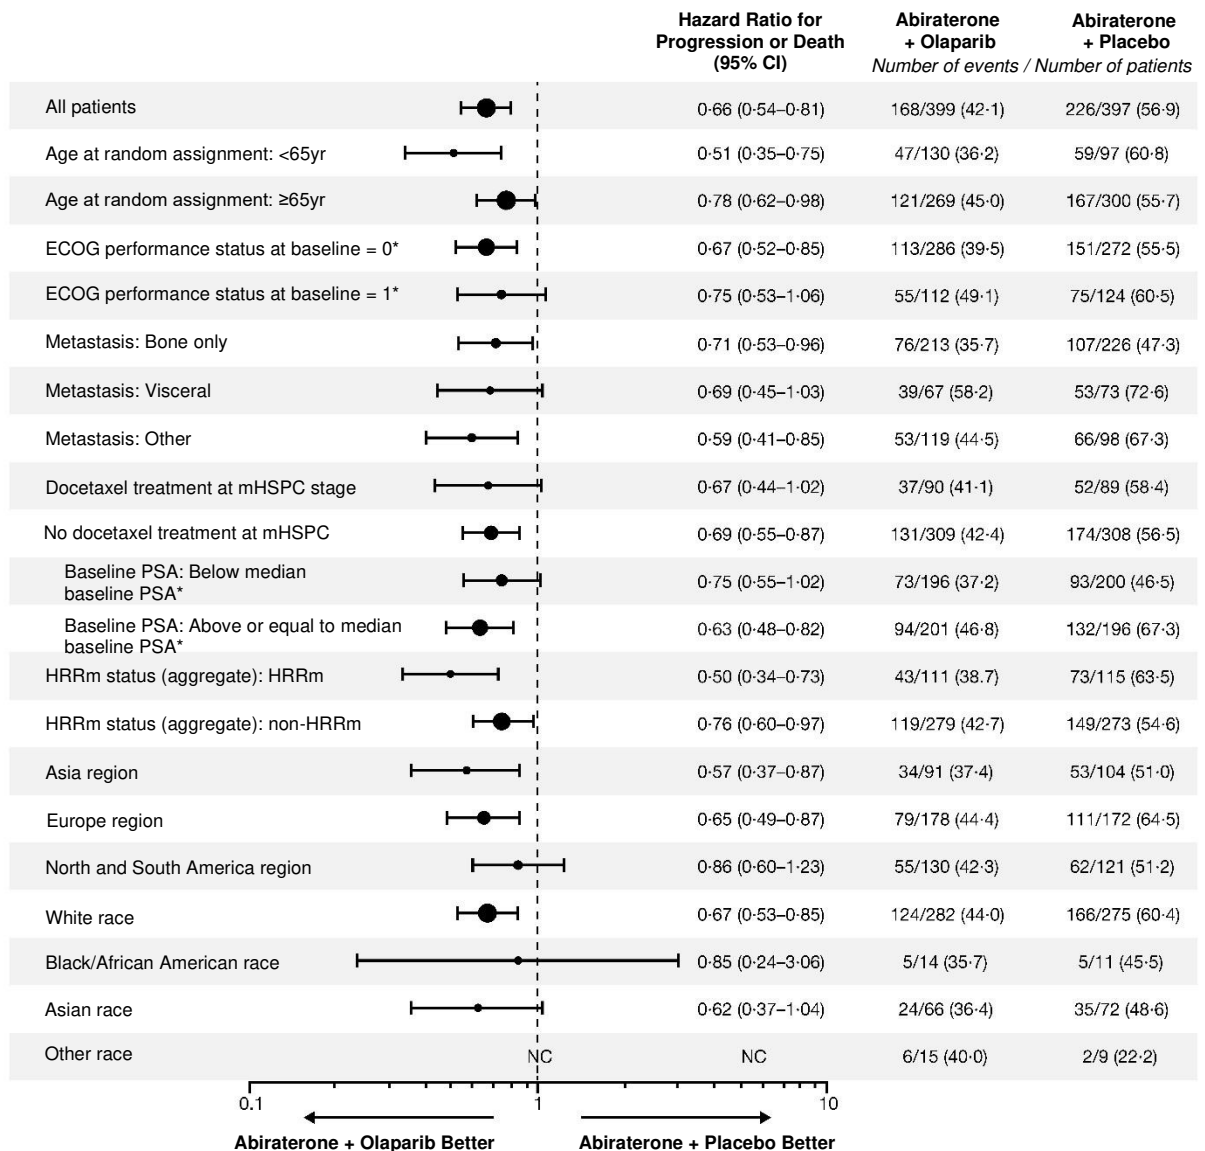 Hazard Ratio for Progression or Death (95% CI) Abiraterone + Olaparib Abiraterone + Placebo
Number of events / Number of patients
All patients 0·66 (0·54–0·81) 168/399 (42·1) 226/397 (56·9)
Age at random assignment: <65yr 0·51 (0·35–0·75) 47/130 (36·2) 59/97 (60·8)
Age at random assignment: ≥65yr 0·78 (0·62–0·98) 121/269 (45·0) 167/300 (55·7)
ECOG performance status at baseline = 0* 0·67 (0·52–0·85) 113/286 (39·5) 151/272 (55·5)
ECOG performance status at baseline = 1* 0·75 (0·53–1·06) 55/112 (49·1) 75/124 (60·5)
Metastasis: Bone only 0·71 (0·53–0·96) 76/213 (35·7) 107/226 (47·3)
Metastasis: Visceral 0·69 (0·45–1·03) 39/67 (58·2) 53/73 (72·6)
Metastasis: Other 0·59 (0·41–0·85) 53/119 (44·5) 66/98 (67·3)
Docetaxel treatment at mHSPC stage 0·67 (0·44–1·02) 37/90 (41·1) 52/89 (58·4)
No docetaxel treatment at mHSPC 0·69 (0·55–0·87) 131/309 (42·4) 174/308 (56·5)
Baseline PSA: Below median
baseline PSA* 0·75 (0·55–1·02) 73/196 (37·2) 93/200 (46·5)
Baseline PSA: Above or equal to median
baseline PSA* 0·63 (0·48–0·82) 94/201 (46·8) 132/196 (67·3)
HRRm status (aggregate): HRRm 0·50 (0·34–0·73) 43/111 (38.7) 73/115 (63·5)
HRRm status (aggregate): non-HRRm 0·76 (0·60–0·97) 119/279 (42·7) 149/273 (54·6)
Asia region 0·57 (0·37–0·87) 34/91 (37·4) 53/104 (51·0)
Europe region 0·65 (0·49–0·87) 79/178 (44·4) 111/172 (64·5)
North and South America region 0·86 (0·60–1·23) 55/130 (42·3) 62/121 (51·2)
White race 0·67 (0·53–0·85) 124/282 (44·0) 166/275 (60·4)
Black/African American race 0·85 (0·24–3·06) 5/14 (35·7) 5/11 (45·5)
Asian race 0·62 (0·37–1·04) 24/66 (36·4) 35/72 (48·6)
Other race NC NC 6/15 (40·0) 2/9 (22·2)
0.1 1 10
Abiraterone + Olaparib Better Abiraterone + Placebo Better